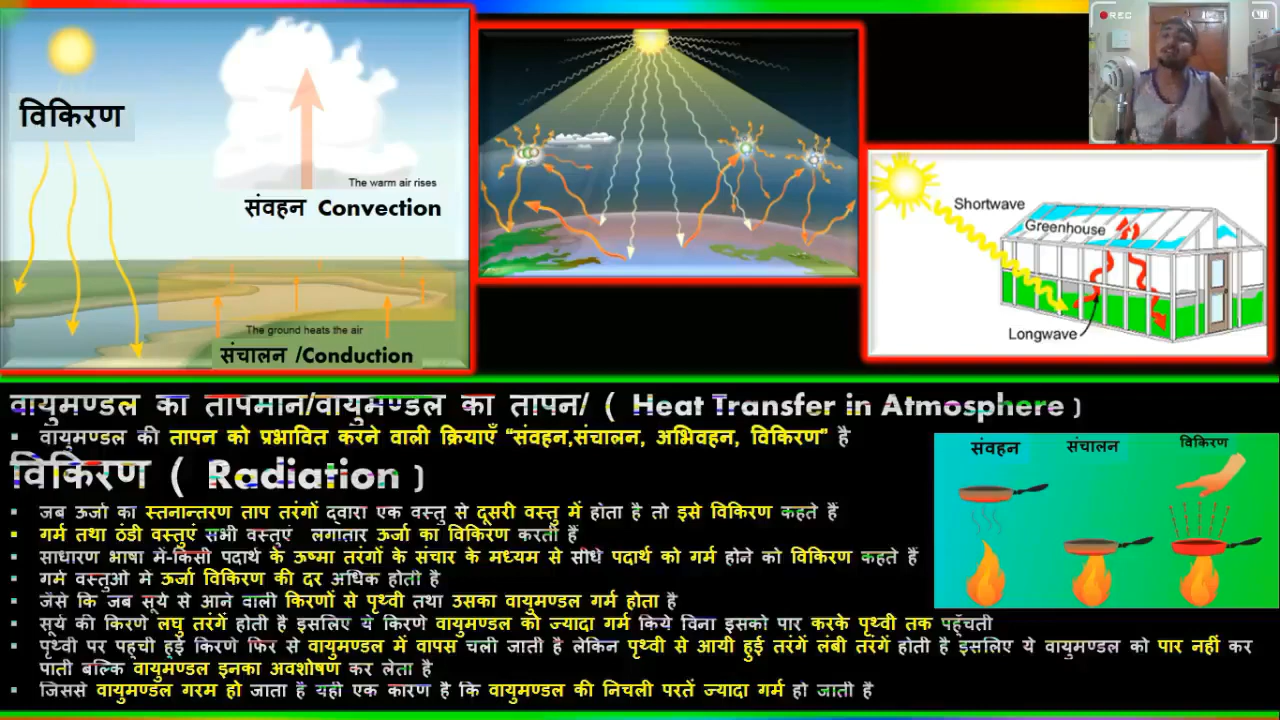 REC
विकिरण
The warm air rises
संवहन Convection
The ground heats the air
संचालन /Conduction
Shortwave
Greenhouse
Longwave
वायुमण्डल का तापमान/वायुमण्डल का तापन/ ( Heat Transfer in Atmosphere )
वायुमण्डल की तापन को प्रभावित करने वाली क्रियाएँ “संवहन,संचालन, अभिवहन, विकिरण” है
विकिरण ( Radiation )
जब ऊर्जा का स्तनान्तरण ताप तरंगों द्वारा एक वस्तु से दूसरी वस्तु में होता है तो इसे विकिरण कहते हैं
गर्म तथा ठंडी वस्तुएं सभी वस्तुएं लगातार ऊर्जा का विकिरण करती हैं
साधारण भाषा में-किसी पदार्थ के ऊष्मा तरंगों के संचार के मध्यम से सीधे पदार्थ को गर्म होने को विकिरण कहते हैं
गर्म वस्तुओं में ऊर्जा विकिरण की दर अधिक होती है
जैसे कि जब सूर्य से आने वाली किरणों से पृथ्वी तथा उसका वायुमण्डल गर्म होता है
सूर्य की किरणें लघु तरंगें होती है इसलिए ये किरणे वायुमण्डल को ज्यादा गर्म किये विना इसको पार करके पृथ्वी तक पहुँचती
पृथ्वी पर पहुची हुई किरणे फिर से वायुमण्डल में वापस चली जाती है लेकिन पृथ्वी से आयी हुई तरंगें लंबी तरंगें होती है इसलिए ये वायुमण्डल को पार नहीं कर
पाती बल्कि वायुमण्डल इनका अवशोषण कर लेता है
जिससे वायुमण्डल गरम हो जाता है यही एक कारण है कि वायुमण्डल की निचली परतें ज्यादा गर्म हो जाती हैं
संवहन
संचालन
विकिरण